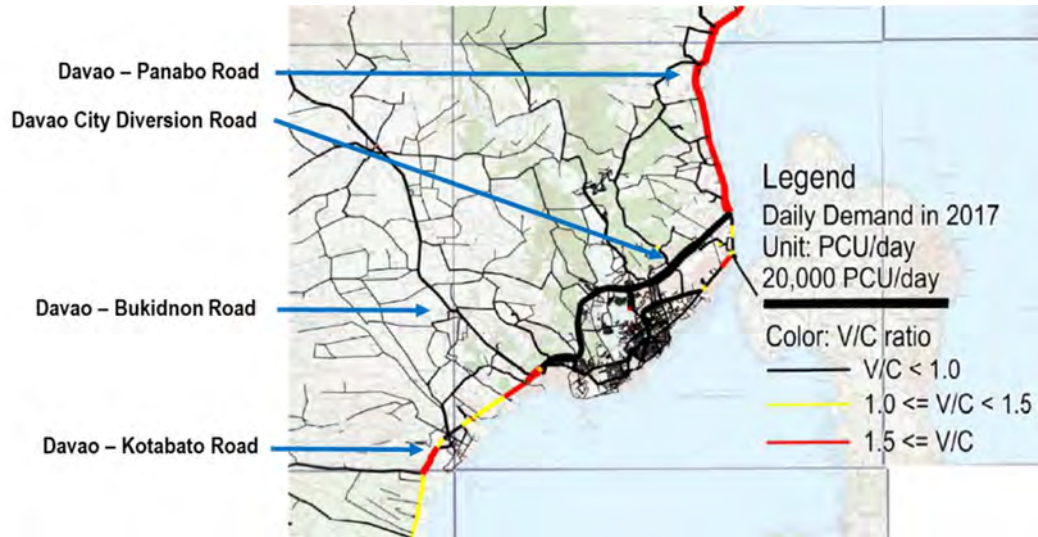 Davao – Panabo Road
Davao City Diversion Road
Davao – Bukidnon Road
Davao – Kotabato Road
Legend
Daily Demand in 2017
Unit: PCU/day
20,000 PCU/day
Color: V/C ratio
V/C < 1.0
1.0 <= V/C < 1.5
1.5 <= V/C